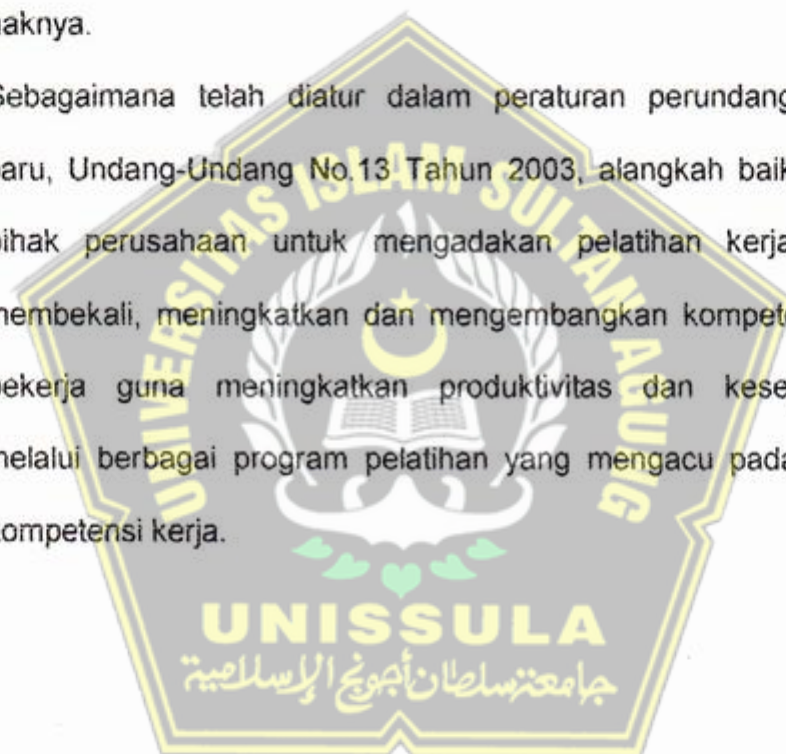 haknya.
Sebagaimana telah diatur dalam peraturan perundang
baru, Undang-Undang No.13 Tahun 2003, alangkah baik
pihak perusahaan untuk mengadakan pelatihan kerja
membekali, meningkatkan dan mengembangkan kompete
pekerja guna meningkatkan produktivitas dan kese
melalui berbagai program pelatihan yang mengacu pada
kompetensi kerja.
UNIVERSITAS ISLAM SULTAN AGUNG
UNISSULA
جامعة سلطان أجونج الإسلامية